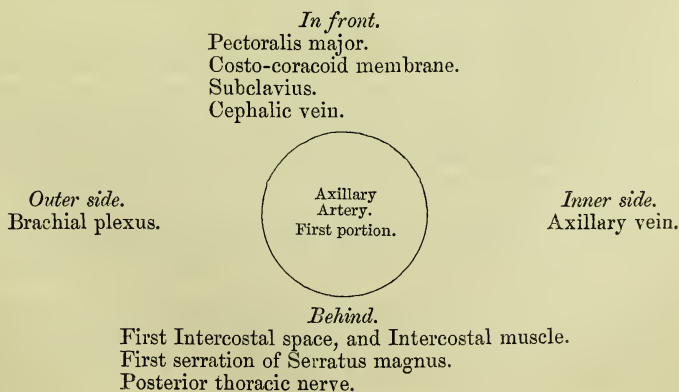 In front.
Pectoralis major.
Costo-coracoid membrane.
Subclavius.
Cephalic vein.
Outer side.
Brachial plexus.
Axillary
Artery.
First portion.
Inner side.
Axillary vein.
Behind.
First Intercostal space, and Intercostal muscle.
First serration of Serratus magnus.
Posterior thoracic nerve.